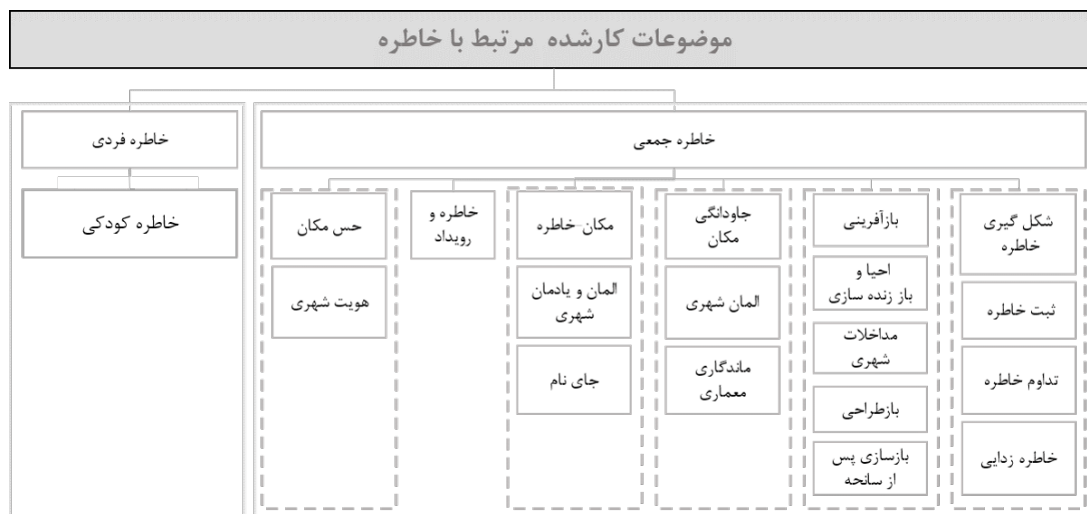 موضوعات کارشده مرتبط با خاطره
خاطره جمعی
خاطره فردی
شکل گیری
خاطره
ثبت خاطره
تداوم خاطره
خاطره زدایی
بازآفرینی
احیا و
باز زنده سازی
مداخلات
شهری
بازطراحی
بازسازی پس
از سانحه
جاودانگی
مکان
المان شهری
ماندگاری
معماری
مکان-خاطره
المان و یادمان
شهری
جای نام
خاطره و
رویداد
حس مکان
هویت شهری
خاطره کودکی